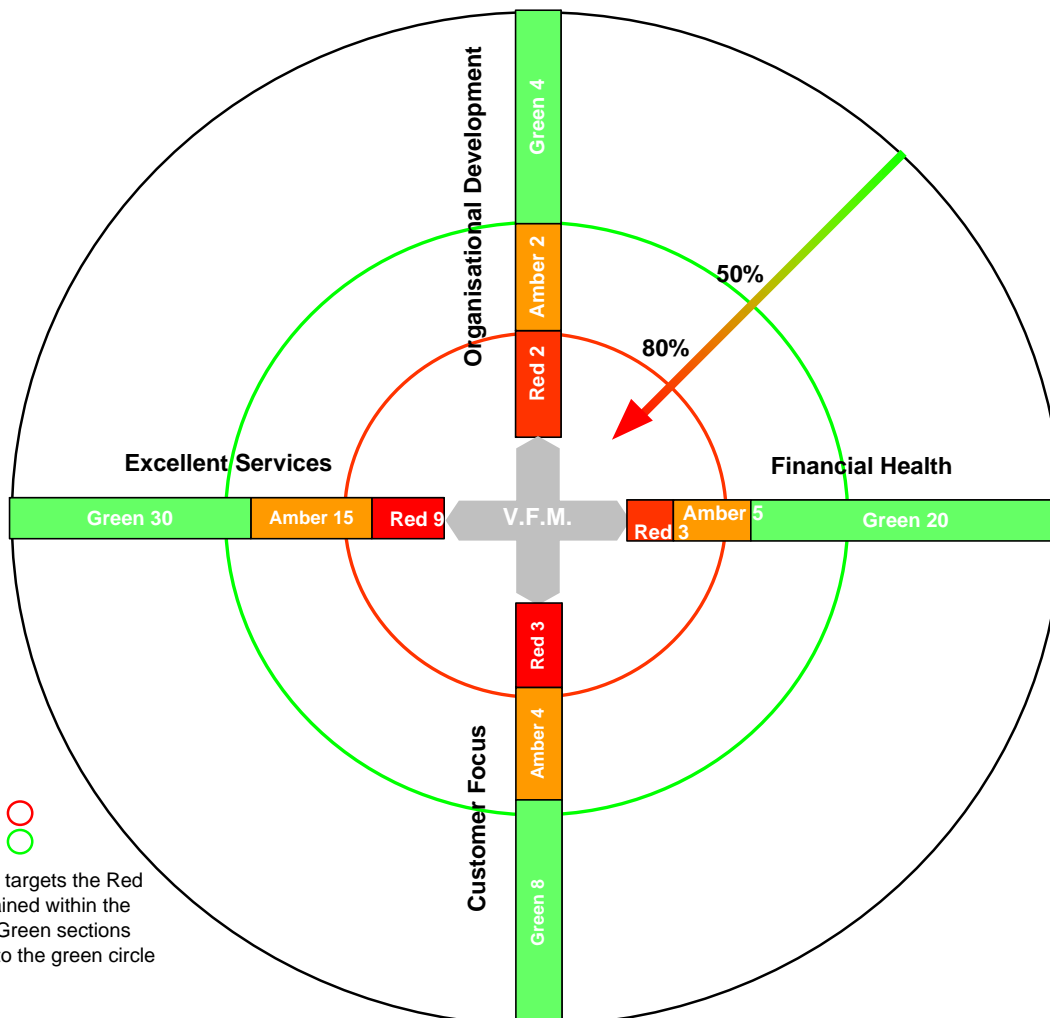 Organisational Development
Green 4
Amber 2
Red 2
50%
80%
Excellent Services
Green 30
Amber 15
Red 9
V.F.M.
Financial Health
Red 3
Amber 5
Green 20
Red 3
Amber 4
Green 8
Customer Focus
targets the Red
ained within the
Green sections
to the green circle